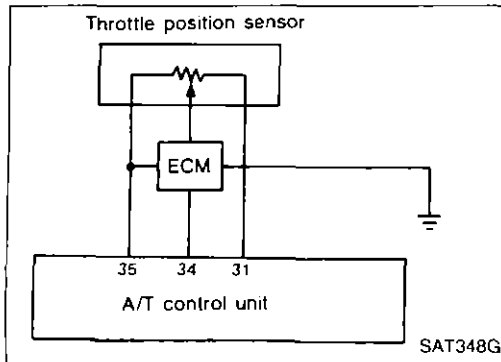 Throttle position sensor
ECM
35 34 31
A/T control unit
SAT348G